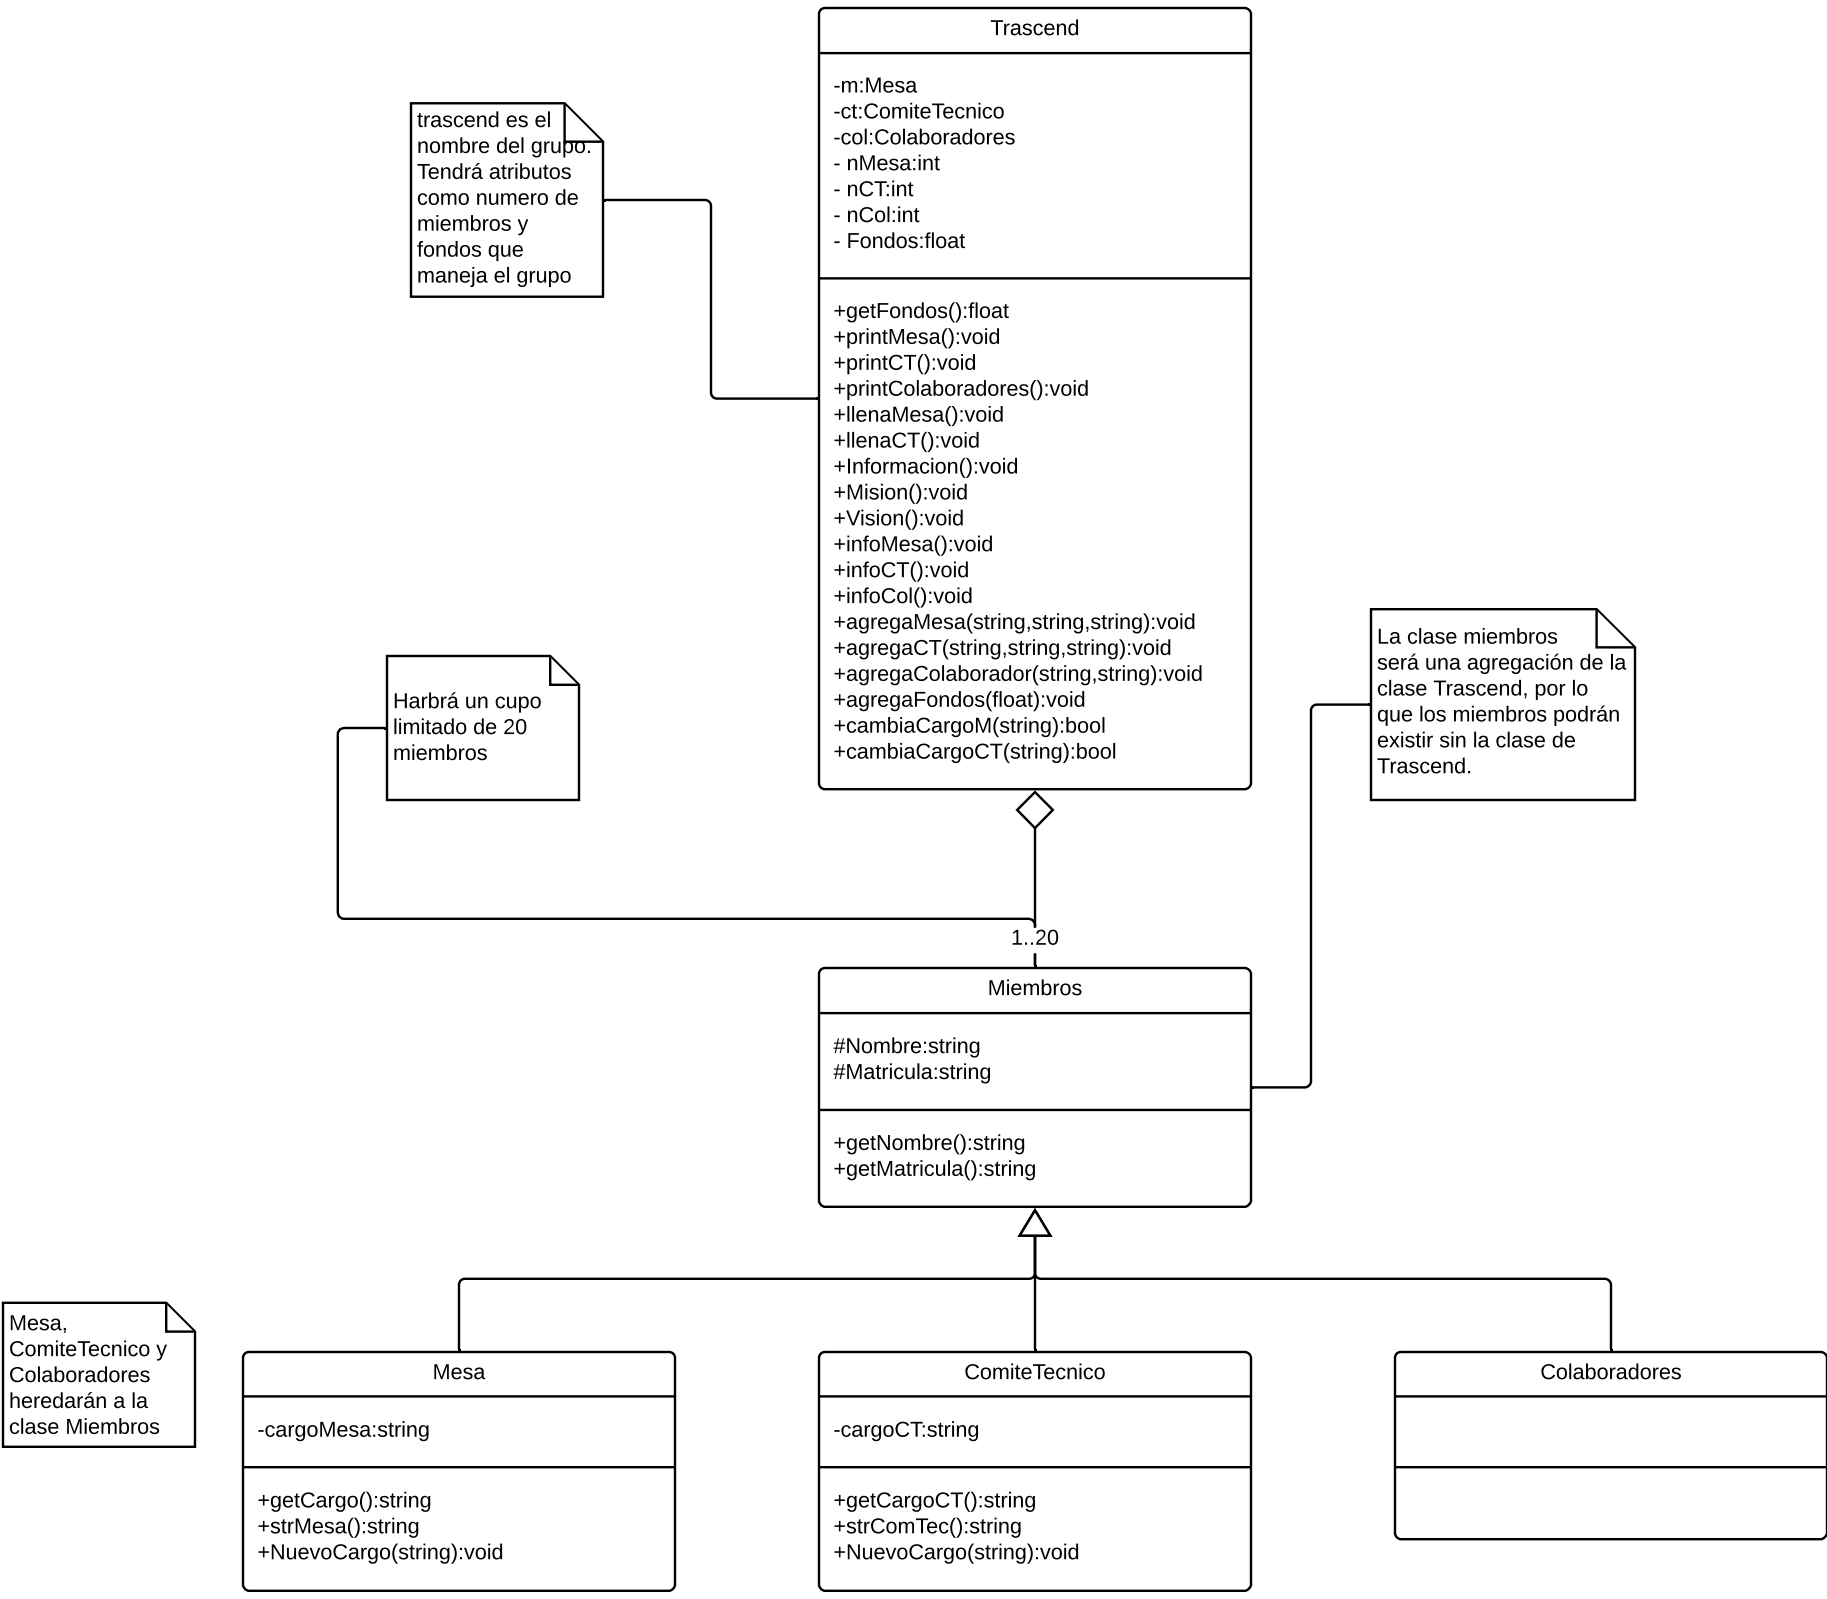 Trascend
-m:Mesa
-ct:ComiteTecnico
-col:Colaboradores
- nMesa:int
- nCT:int
- nCol:int
- Fondos:float
+getFondos():float
+printMesa():void
+printCT():void
+printColaboradores():void
+llenaMesa():void
+llenaCT():void
+Informacion():void
+Mision():void
+Vision():void
+infoMesa():void
+infoCT():void
+infoCol():void
+agregaMesa(string,string,string):void
+agregaCT(string,string,string):void
+agregaColaborador(string,string):void
+agregaFondos(float):void
+cambiaCargoM(string):bool
+cambiaCargoCT(string):bool
trascend es el
nombre del grupo.
Tendrá atributos
como numero de
miembros y
fondos que
maneja el grupo
Harbrá un cupo
limitado de 20
miembros
La clase miembros
será una agregación de la
clase Trascend, por lo
que los miembros podrán
existir sin la clase de
Trascend.
1..20
Miembros
#Nombre:string
#Matricula:string
+getNombre():string
+getMatricula():string
Mesa,
ComiteTecnico y
Colaboradores
heredarán a la
clase Miembros
Mesa
-cargoMesa:string
+getCargo():string
+strMesa():string
+NuevoCargo(string):void
ComiteTecnico
-cargoCT:string
+getCargoCT():string
+strComTec():string
+NuevoCargo(string):void
Colaboradores